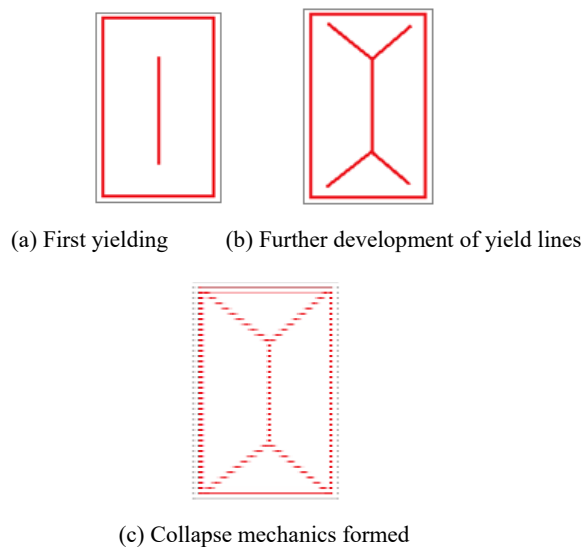 (a) First yielding
(b) Further development of yield lines
(c) Collapse mechanics formed